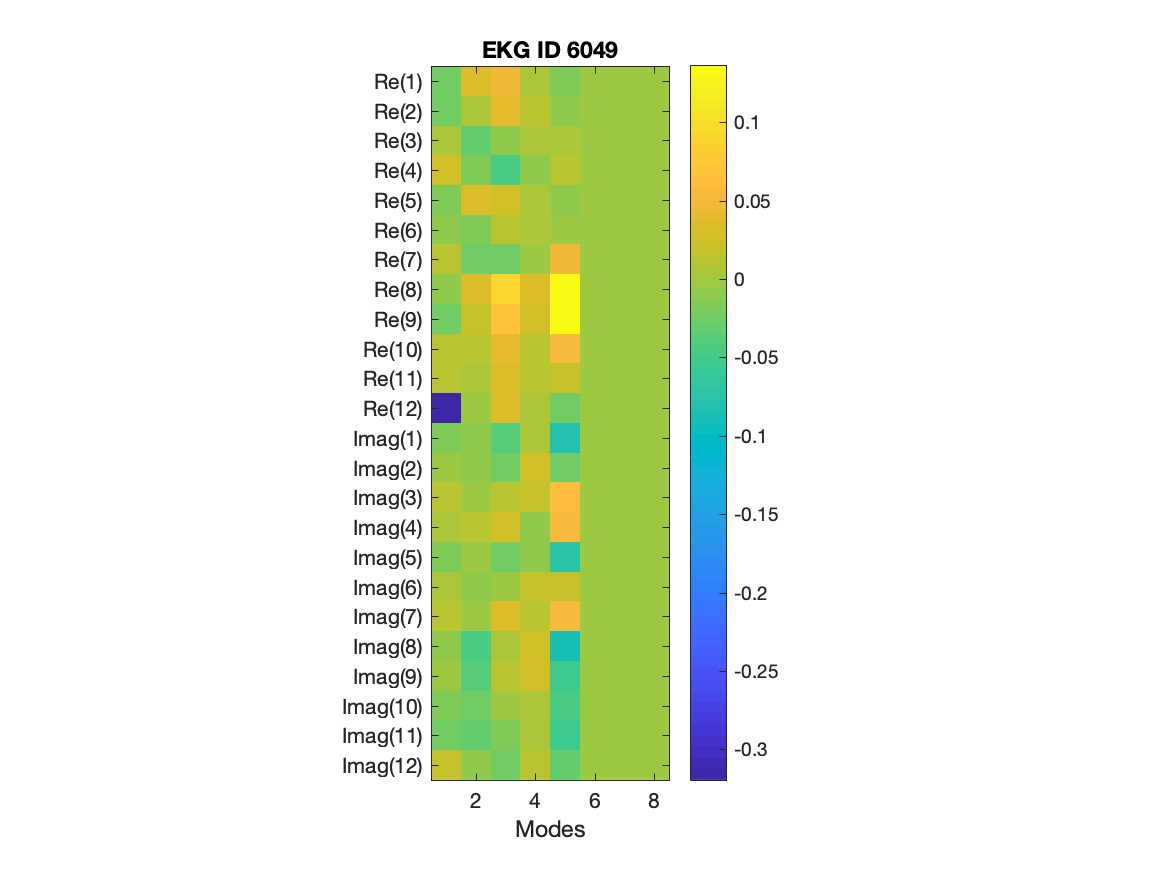 EKG ID 6049
Re(1)
Re(2)
Re(3)
Re(4)
Re(5)
Re(6)
Re(7)
Re(8)
Re(9)
Re(10)
Re(11)
Re(12)
Imag(1)
Imag(2)
Imag(3)
Imag(4)
Imag(5)
Imag(6)
Imag(7)
Imag(8)
Imag(9)
Imag(10)
Imag(11)
Imag(12)
2 4 6 8
Modes
0.1
0.05
0
-0.05
-0.1
-0.15
-0.2
-0.25
-0.3